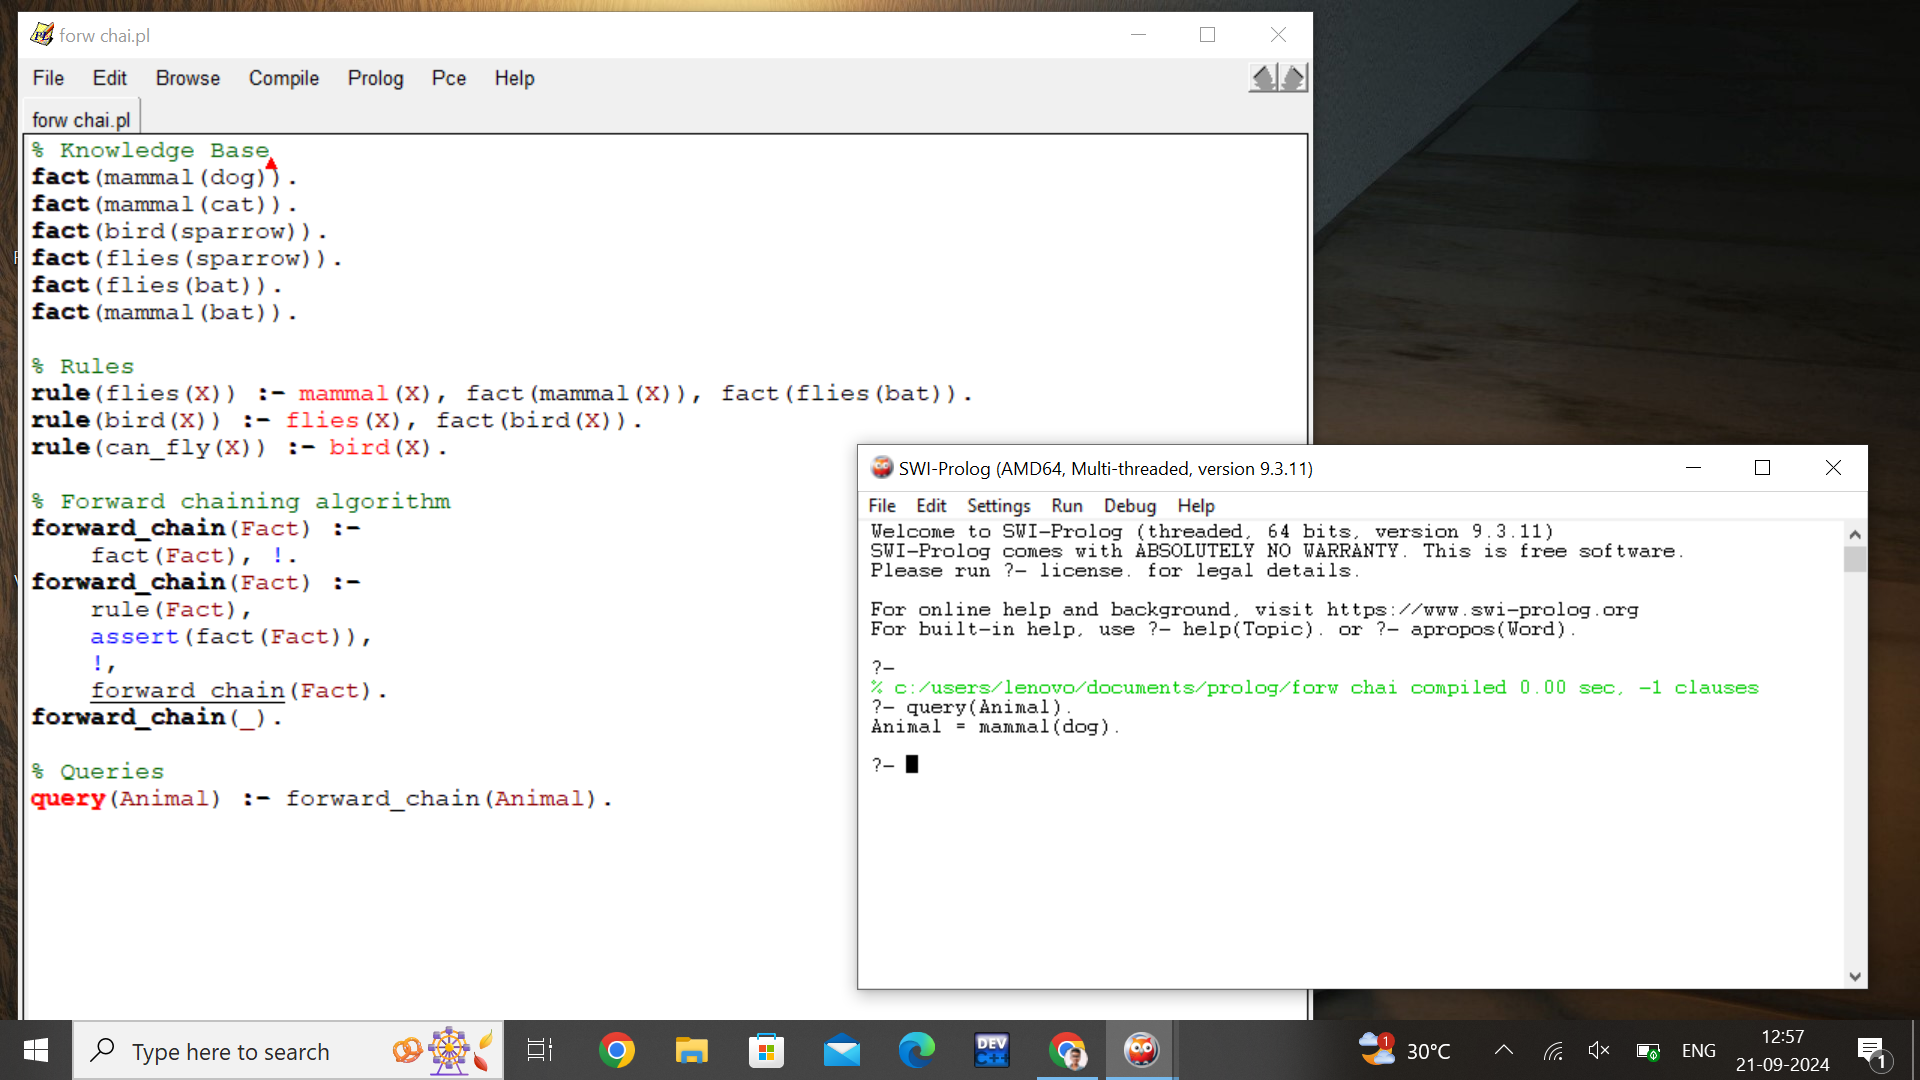 forw chai.pl
File Edit Browse Compile Prolog Pce Help
forw chai.pl
% Knowledge Base
fact(mammal(dog)).
fact(mammal(cat)).
fact(bird(sparrow)).
fact(flies(sparrow)).
fact(flies(bat)).
fact(mammal(bat)).
% Rules
rule(flies(X)) :- mammal(X), fact(mammal(X)), fact(flies(bat)).
rule(bird(X)) :- flies(X), fact(bird(X)).
rule(can_fly(X)) :- bird(X).
% Forward chaining algorithm
forward_chain(Fact) :-
fact(Fact), !.
forward_chain(Fact) :-
rule(Fact),
assert(fact(Fact)),
!,
forward_chain(Fact).
forward_chain(_).
% Queries
query(Animal) :- forward_chain(Animal).
SWI-Prolog (AMD64, Multi-threaded, version 9.3.11)
File Edit Settings Run Debug Help
Welcome to SWI-Prolog (threaded, 64 bits, version 9.3.11)
SWI-Prolog comes with ABSOLUTELY NO WARRANTY. This is free software.
Please run ?- license. for legal details.
For online help and background, visit https://www.swi-prolog.org
For built-in help, use ?- help(Topic). or ?- apropos(Word).
?-
% c:/users/lenovo/documents/prolog/forw chai compiled 0.00 sec, -1 clauses
?- query(Animal).
Animal = mammal(dog).
?-
Type here to search
DEV C++
1
30°C
ENG
12:57
21-09-2024
1